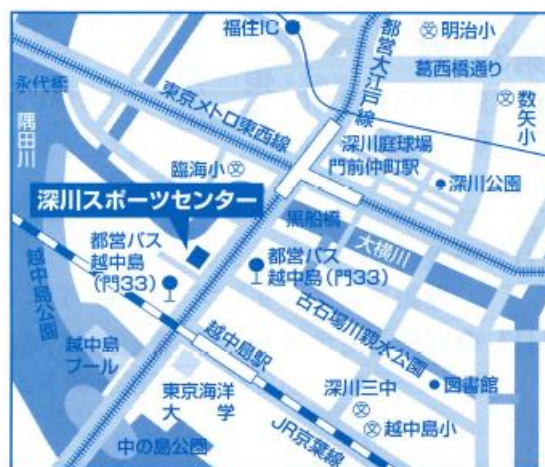 福住IC
都営大江戸線
明治小
葛西橋通り
数矢小
永代橋
東京メトロ東西線
隅田川
臨海小
深川庭球場
門前仲町駅
深川公園
深川スポーツセンター
黒船橋
大横川
都営バス
越中島
(門33)
都営バス
越中島(門33)
越中島公園
古石場川親水公園
越中島
プール
越中島駅
東京海洋
大学
深川三中
図書館
越中島小
中の島公園
JR京葉線